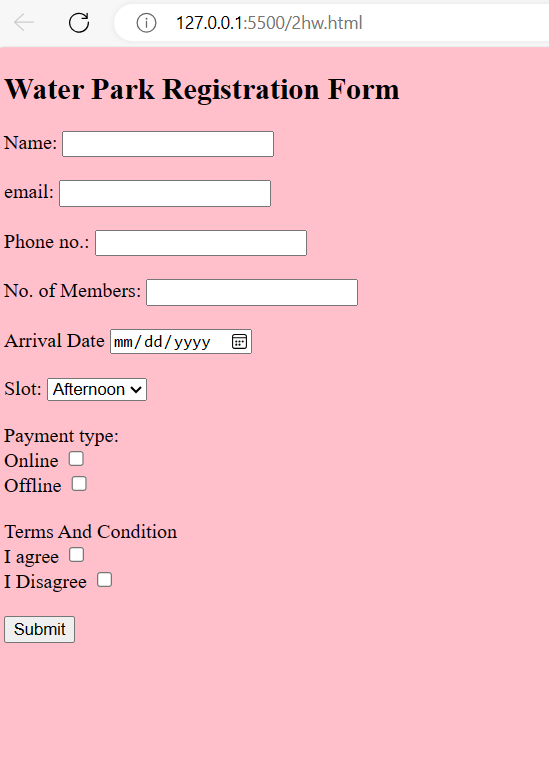 127.0.0.1:5500/2hw.html
Water Park Registration Form
Name:
email:
Phone no.:
No. of Members:
Arrival Date mm/dd/yyyy
Slot: Afternoon
Payment type:
Online
Offline
Terms And Condition
I agree
I Disagree
Submit